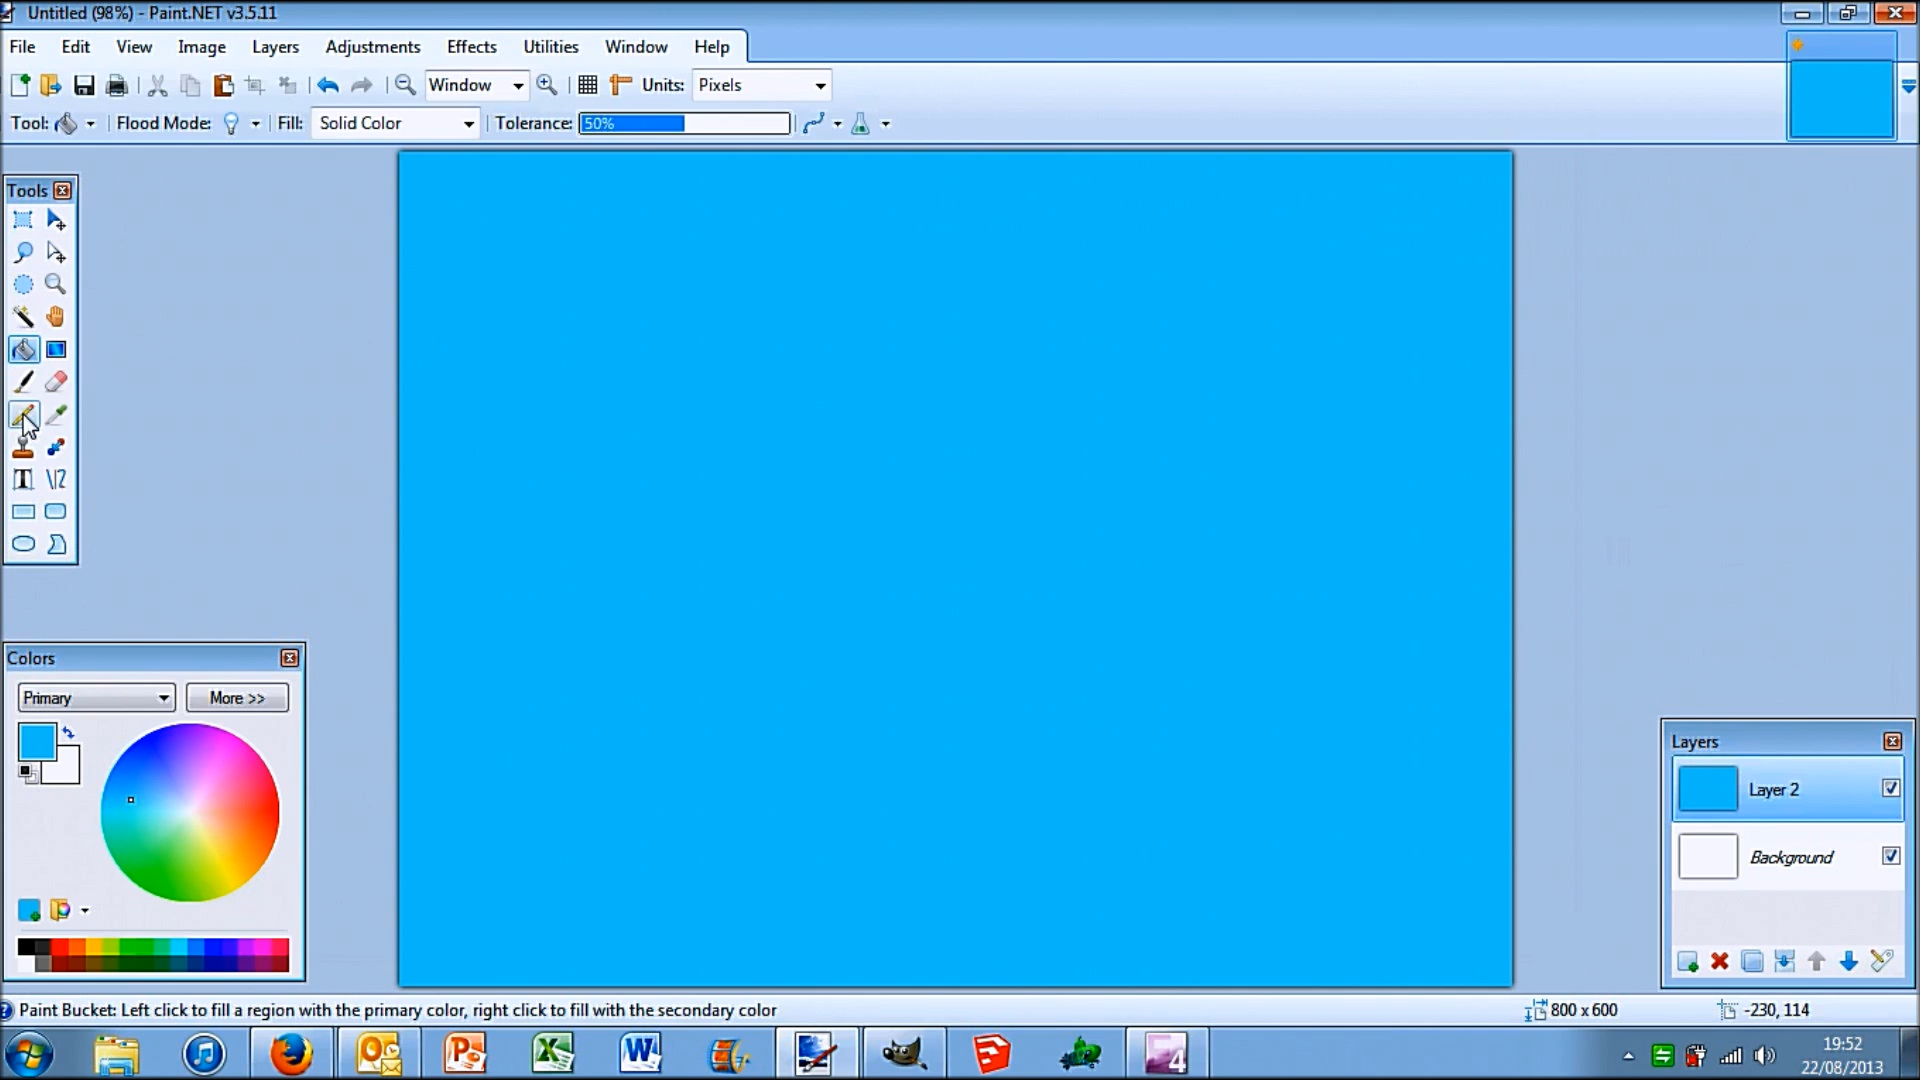 Untitled (98%) - Paint.NET v3.5.11
File Edit View Image Layers Adjustments Effects Utilities Window Help
Window Units: Pixels
Tool: Flood Mode: Fill: Solid Color Tolerance: 50%
Tools
T
Colors
Primary More >>
Layers
Layer 2
Background
Paint Bucket: Left click to fill a region with the primary color, right click to fill with the secondary color 800 x 600 -230, 114
19:52
22/08/2013